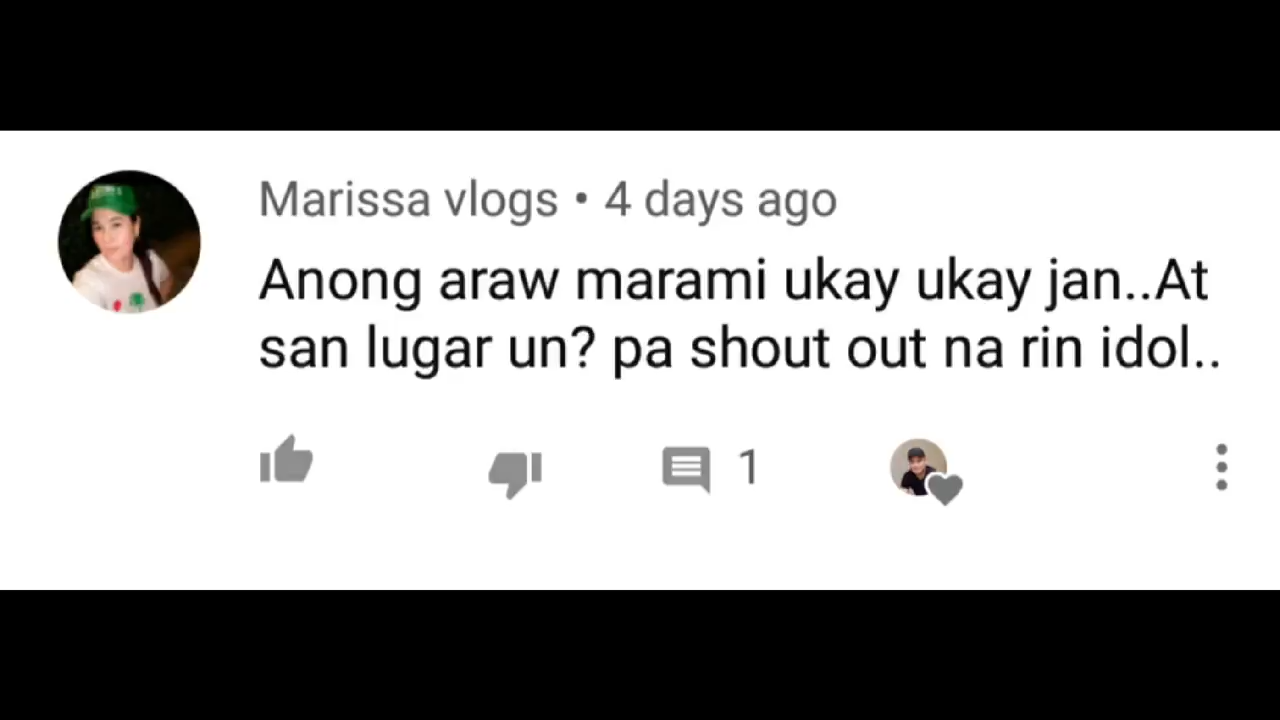 Marissa vlogs • 4 days ago
Anong araw marami ukay ukay jan..At
san lugar un? pa shout out na rin idol..
1